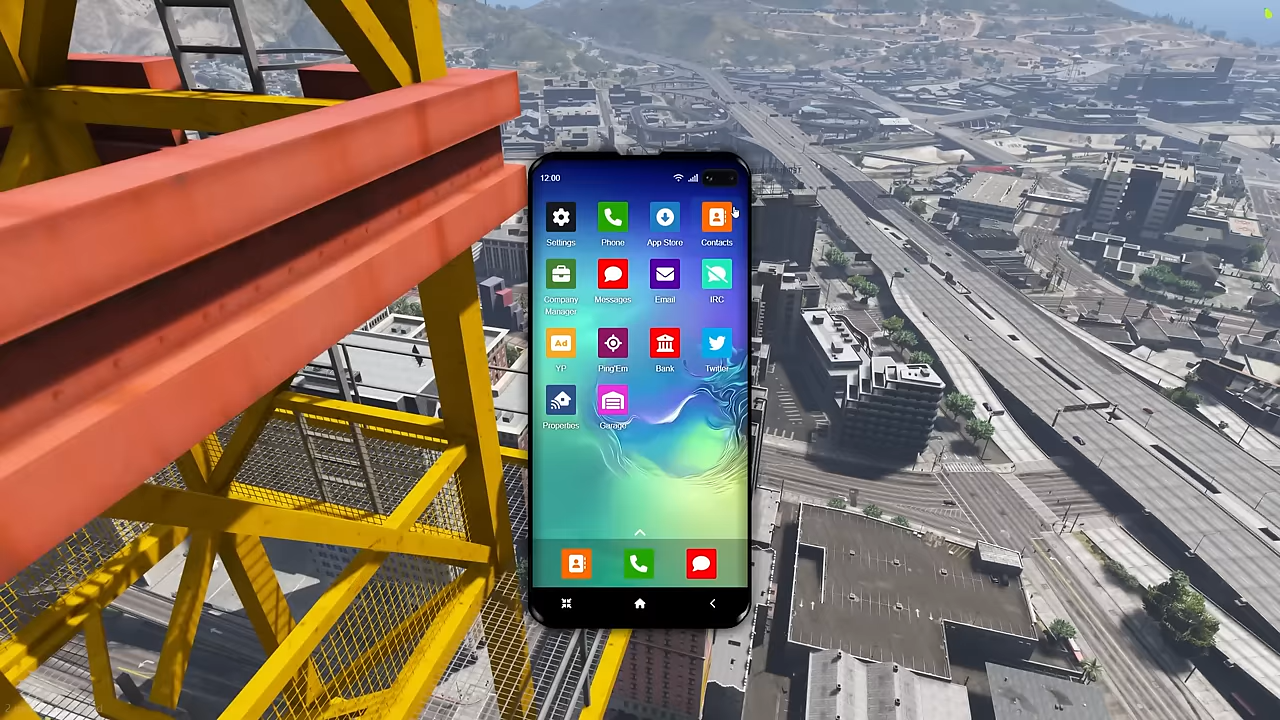 12:00
Settings
Phone
App Store
Contacts
Company
Manager
Messages
Email
IRC
Ad
YP
Ping'Em
Bank
Twitter
Properties
Garage